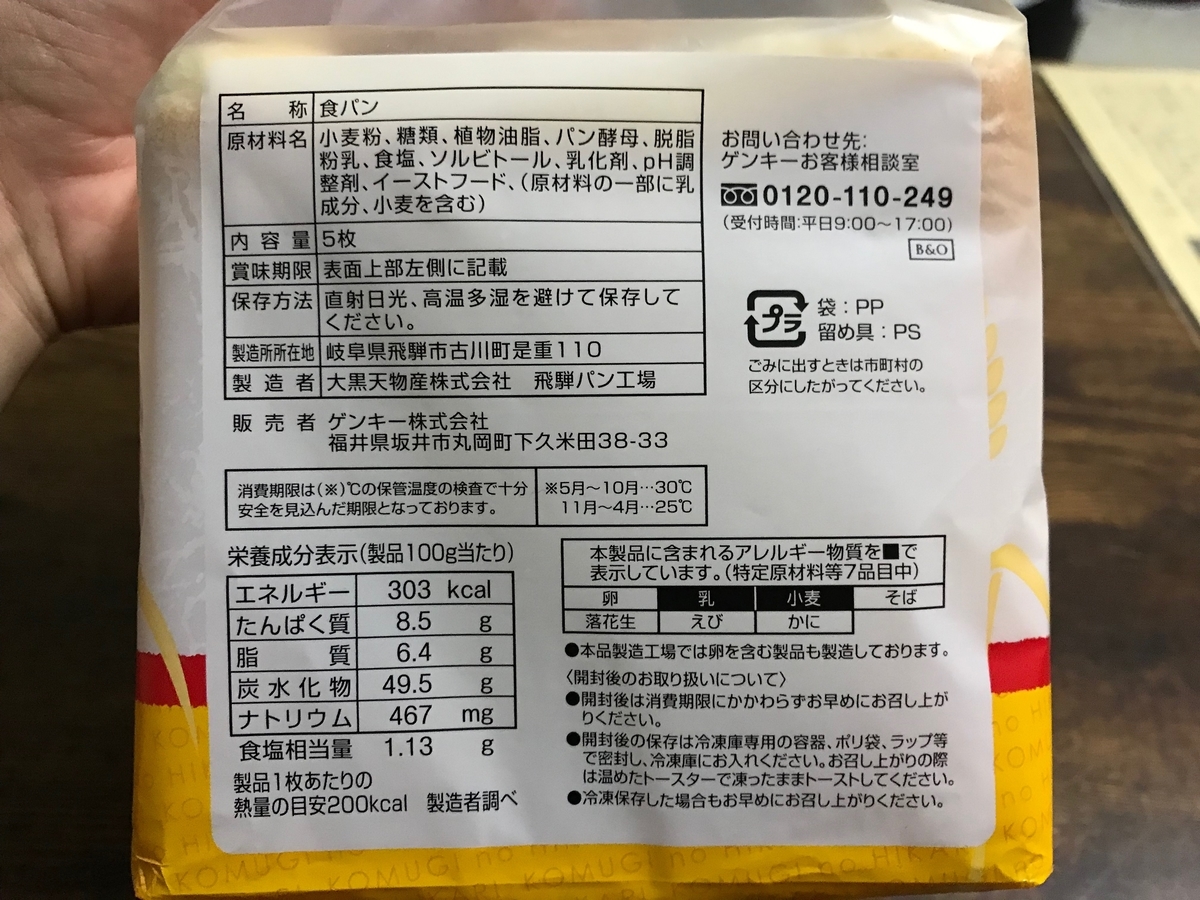 名称 食パン
原材料名 小麦粉、糖類、植物油脂、パン酵母、脱脂
粉乳、食塩、ソルビトール、乳化剤、pH調
整剤、イーストフード、(原材料の一部に乳
成分、小麦を含む)
内容量 5枚
賞味期限 表面上部左側に記載
保存方法 直射日光、高温多湿を避けて保存して
ください。
製造所所在地 岐阜県飛騨市古川町是重110
製造者 大黒天物産株式会社 飛騨パン工場
販売者 ゲンキー株式会社
福井県坂井市丸岡町下久米田38-33
お問い合わせ先:
ゲンキーお客様相談室
0120-110-249
(受付時間:平日9:00〜17:00)
B&O
プラ
袋:PP
留め具:PS
ごみに出すときは市町村の
区分にしたがってください。
消費期限は(※)℃の保管温度の検査で十分
安全を見込んだ期限となっております。
※5月〜10月…30℃
11月〜4月…25℃
栄養成分表示(製品100g当たり)
エネルギー 303 kcal
たんぱく質 8.5 g
脂質 6.4 g
炭水化物 49.5 g
ナトリウム 467 mg
食塩相当量 1.13 g
製品1枚あたりの
熱量の目安200kcal 製造者調べ
本製品に含まれるアレルギー物質を■で
表示しています。(特定原材料等7品目中)
卵 乳 小麦 そば
落花生 えび かに
●本品製造工場では卵を含む製品も製造しております。
〈開封後のお取り扱いについて〉
●開封後は消費期限にかかわらずお早めにお召し上が
りください。
●開封後の保存は冷凍庫専用の容器、ポリ袋、ラップ等
で密封し、冷凍庫にお入れください。お召し上がりの際
は温めたトースターで凍ったままトーストしてください。
●冷凍保存した場合もお早めにお召し上がりください。
KOMUGI no HIKARI KOMUGI no HIKARI